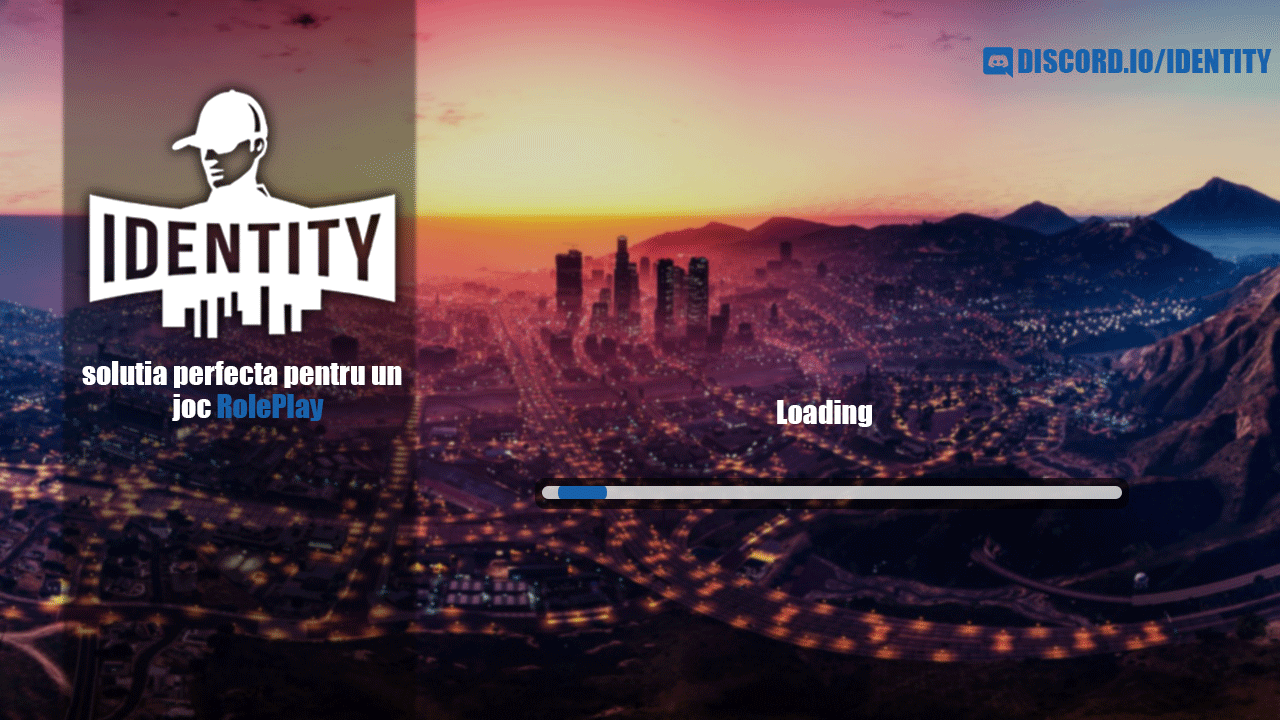 DISCORD.IO/IDENTITY
IDENTITY
solutia perfecta pentru un
joc RolePlay
Loading